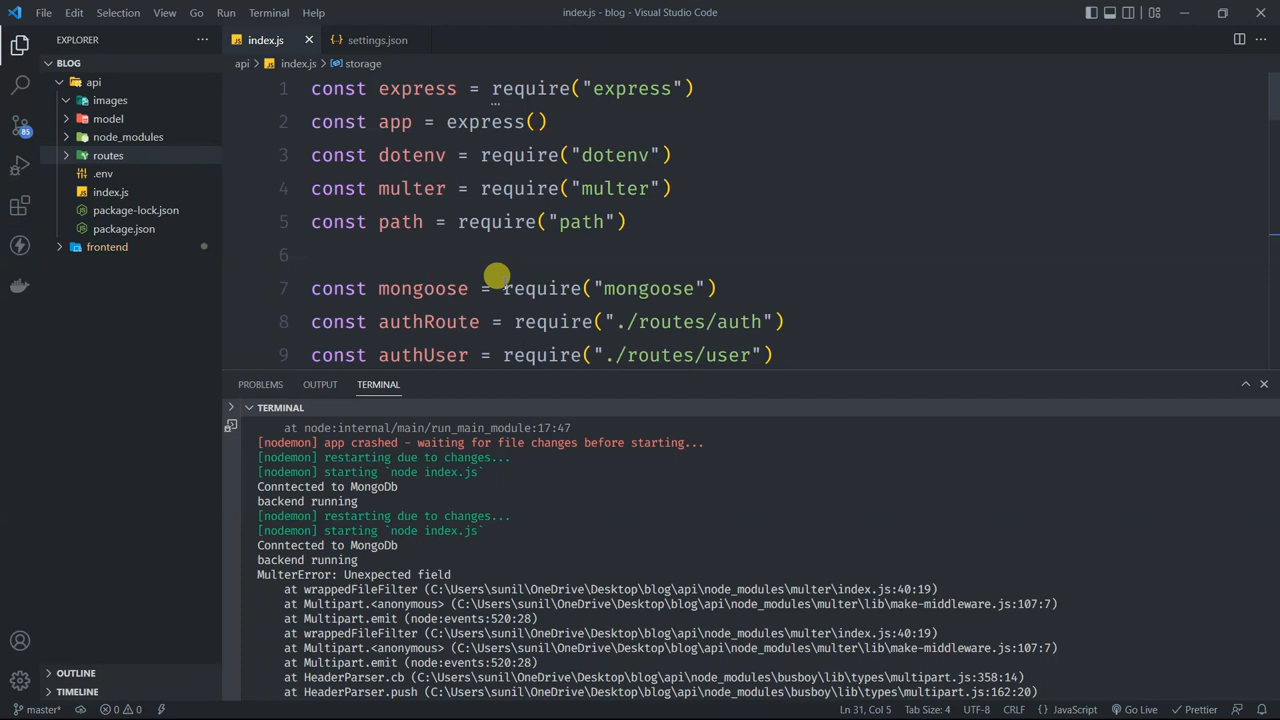 File Edit Selection View Go Run Terminal Help index.js - blog - Visual Studio Code
EXPLORER
index.js
settings.json
BLOG
api > index.js > storage
api
images
model
node_modules
routes
.env
index.js
package-lock.json
package.json
frontend
85
1 const express = require("express")
2 const app = express()
3 const dotenv = require("dotenv")
4 const multer = require("multer")
5 const path = require("path")
6
7 const mongoose = require("mongoose")
8 const authRoute = require("./routes/auth")
9 const authUser = require("./routes/user")
PROBLEMS OUTPUT TERMINAL
TERMINAL
at node:internal/main/run_main_module:17:47
[nodemon] app crashed - waiting for file changes before starting...
[nodemon] restarting due to changes...
[nodemon] starting `node index.js`
Conntected to MongoDb
backend running
[nodemon] restarting due to changes...
[nodemon] starting `node index.js`
Conntected to MongoDb
backend running
MulterError: Unexpected field
at wrappedFileFilter (C:\Users\sunil\OneDrive\Desktop\blog\api\node_modules\multer\index.js:40:19)
at Multipart.<anonymous> (C:\Users\sunil\OneDrive\Desktop\blog\api\node_modules\multer\lib\make-middleware.js:107:7)
at Multipart.emit (node:events:520:28)
at wrappedFileFilter (C:\Users\sunil\OneDrive\Desktop\blog\api\node_modules\multer\index.js:40:19)
at Multipart.<anonymous> (C:\Users\sunil\OneDrive\Desktop\blog\api\node_modules\multer\lib\make-middleware.js:107:7)
at Multipart.emit (node:events:520:28)
at HeaderParser.cb (C:\Users\sunil\OneDrive\Desktop\blog\api\node_modules\busboy\lib\types\multipart.js:358:14)
at HeaderParser.push (C:\Users\sunil\OneDrive\Desktop\blog\api\node_modules\busboy\lib\types\multipart.js:162:20)
OUTLINE
TIMELINE
master* 0 0 Ln 31, Col 5 Tab Size: 4 UTF-8 CRLF JavaScript Go Live Prettier